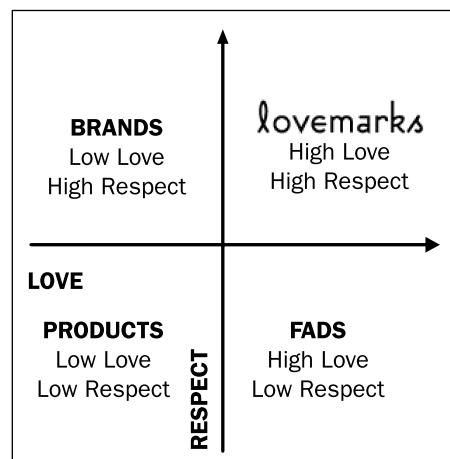 BRANDS
Low Love
High Respect
lovemarks
High Love
High Respect
LOVE
PRODUCTS
Low Love
Low Respect
RESPECT
FADS
High Love
Low Respect